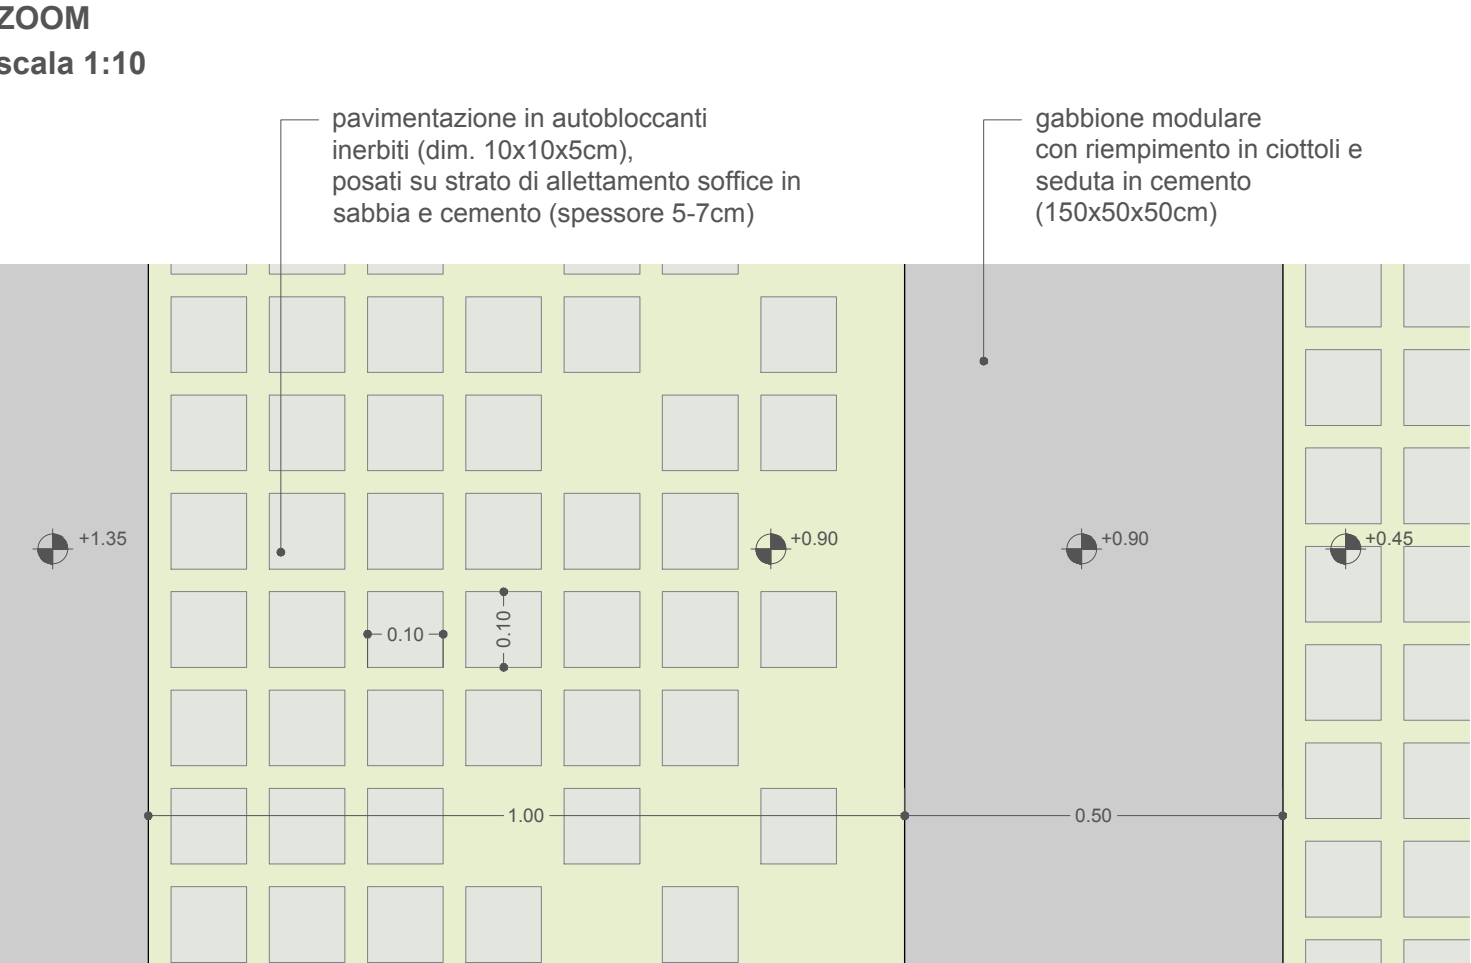 ZOOM
scala 1:10
pavimentazione in autobloccanti
inerbiti (dim. 10x10x5cm),
posati su strato di allettamento soffice in
sabbia e cemento (spessore 5-7cm)
gabbione modulare
con riempimento in ciottoli e
seduta in cemento
(150x50x50cm)
+1.35
+0.90
+0.90
+0.45
0.10
0.10
1.00
0.50